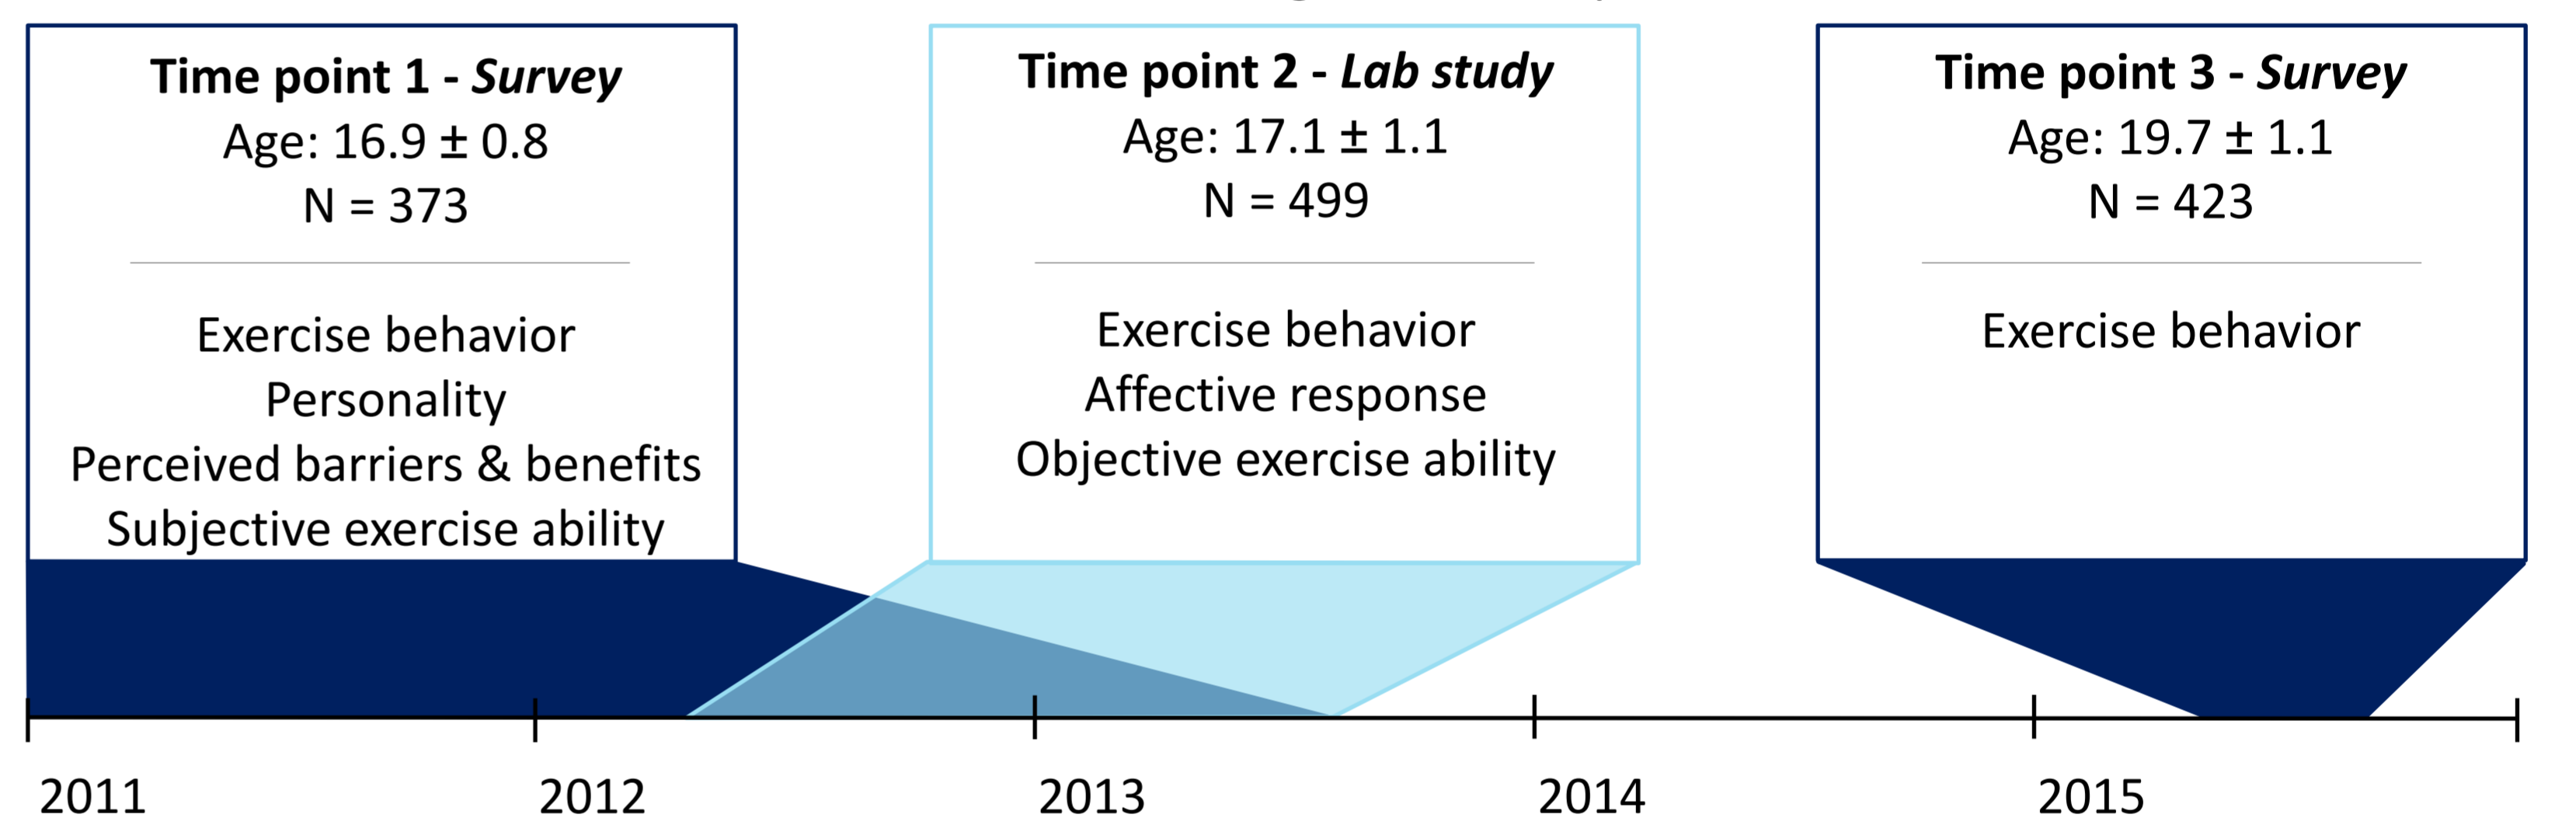 Time point 1 - Survey
Age: 16.9 ± 0.8
N = 373
Exercise behavior
Personality
Perceived barriers & benefits
Subjective exercise ability
Time point 2 - Lab study
Age: 17.1 ± 1.1
N = 499
Exercise behavior
Affective response
Objective exercise ability
Time point 3 - Survey
Age: 19.7 ± 1.1
N = 423
Exercise behavior
2011
2012
2013
2014
2015